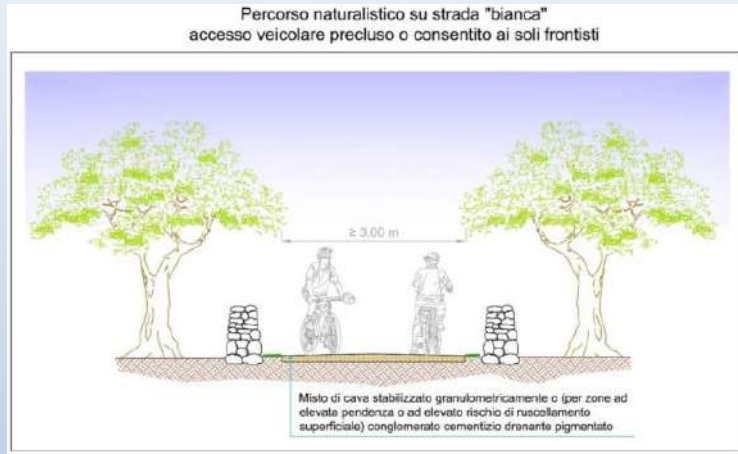 Percorso naturalistico su strada "bianca"
accesso veicolare precluso o consentito ai soli frontisti
≥ 3,00 m
Misto di cava stabilizzato granulometricamente o (per zone ad
elevata pendenza o ad elevato rischio di ruscellamento
superficiale) conglomerato cementizio drenante pigmentato